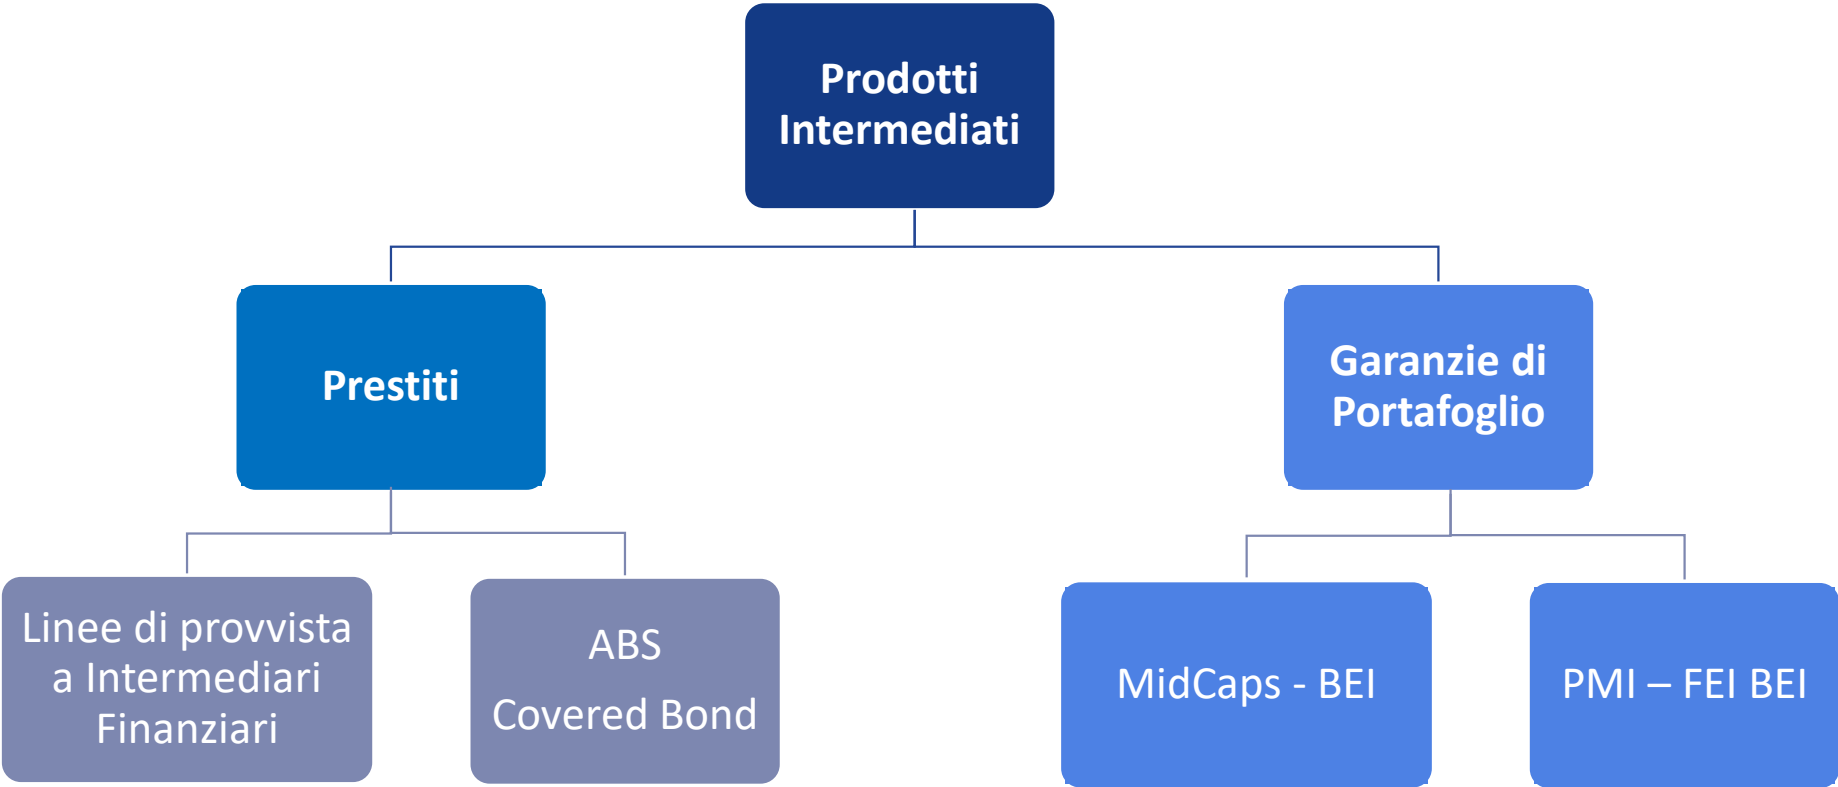 Prodotti
Intermediati
Prestiti
Garanzie di
Portafoglio
Linee di provvista
a Intermediari
Finanziari
ABS
Covered Bond
MidCaps - BEI
PMI – FEI BEI